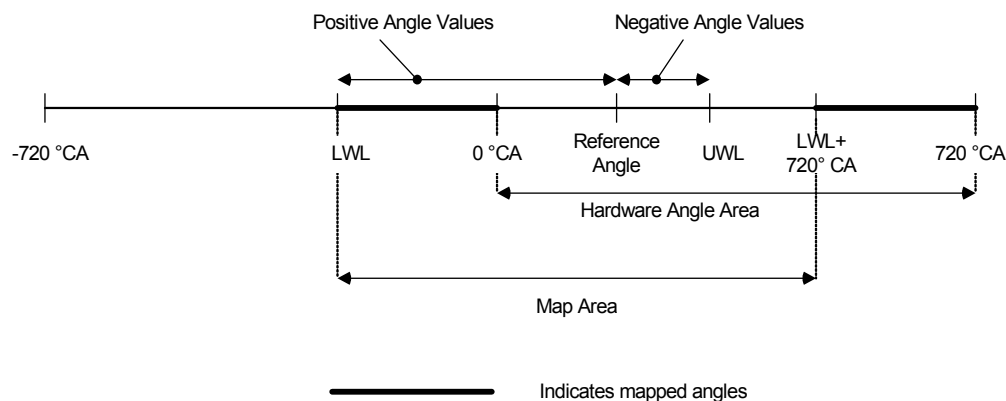 Positive Angle Values
Negative Angle Values
-720 °CA
LWL
0 °CA
Reference
Angle
UWL
LWL+
720° CA
720 °CA
Hardware Angle Area
Map Area
Indicates mapped angles